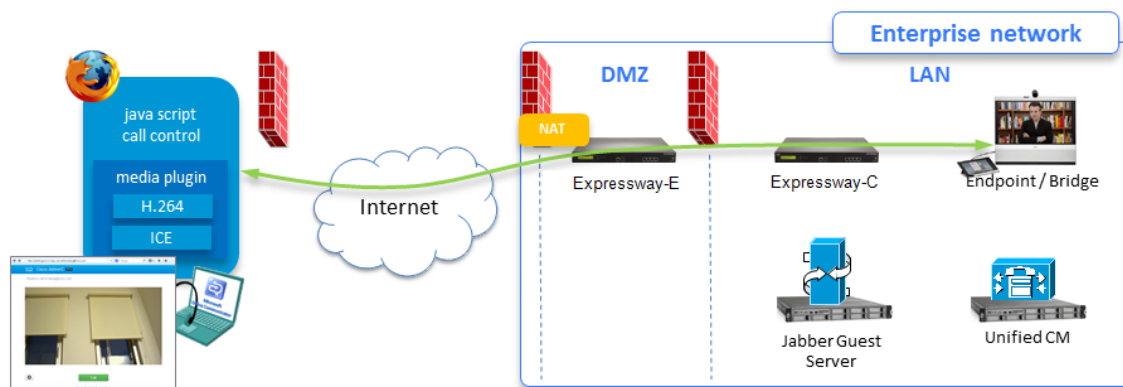 Enterprise network
DMZ
LAN
java script
call control
NAT
media plugin
H.264
ICE
Internet
Expressway-E
Expressway-C
Endpoint / Bridge
Jabber Guest
Server
Unified CM